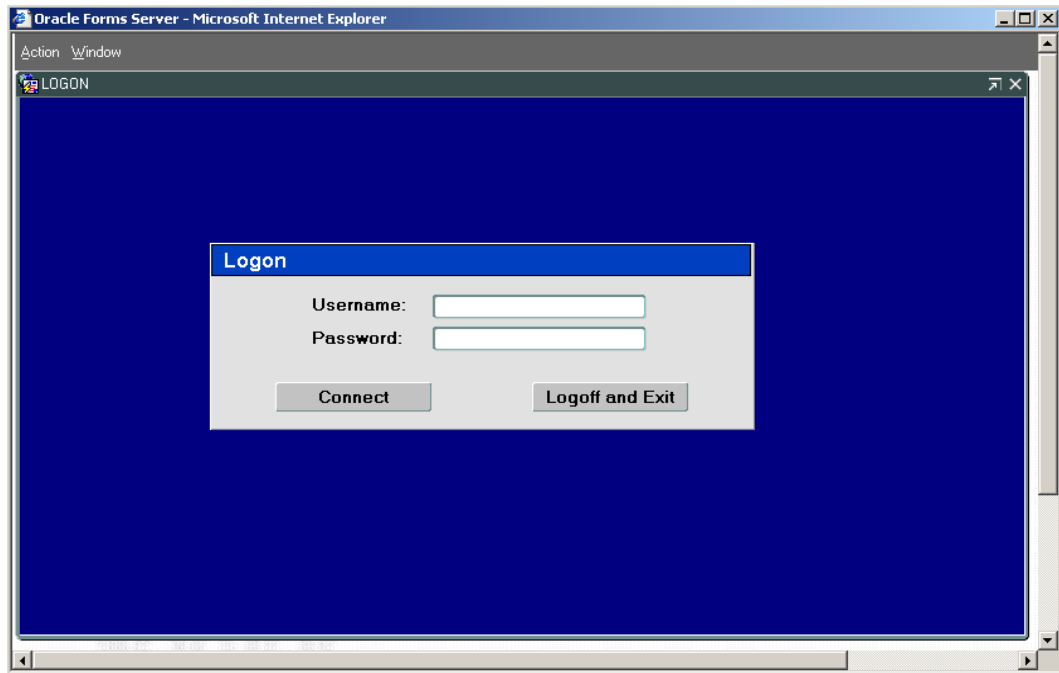 Oracle Forms Server - Microsoft Internet Explorer
Action Window
LOGON
Logon
Username:
Password:
Connect Logoff and Exit